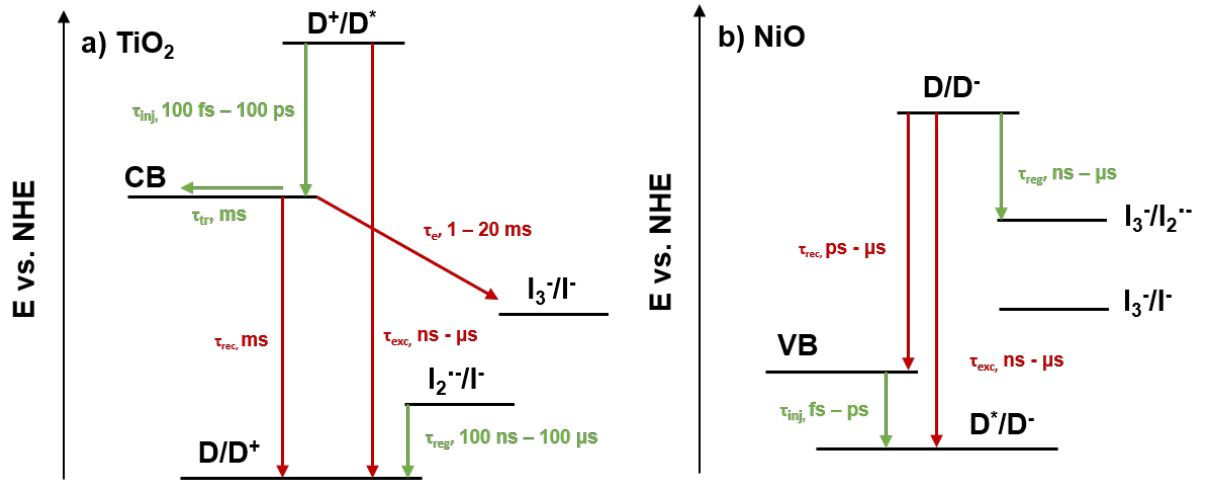 a) TiO₂
D⁺/D*
τinj, 100 fs – 100 ps
CB
τtr, ms
τe, 1 – 20 ms
I₃⁻/I⁻
τrec, ms
τexc, ns - µs
I₂˙⁻/I⁻
τreg, 100 ns – 100 µs
D/D⁺
E vs. NHE
b) NiO
D/D⁻
τreg, ns – µs
I₃⁻/I₂˙⁻
τrec, ps - µs
I₃⁻/I⁻
VB
τexc, ns - µs
τinj, fs – ps
D*/D⁻
E vs. NHE